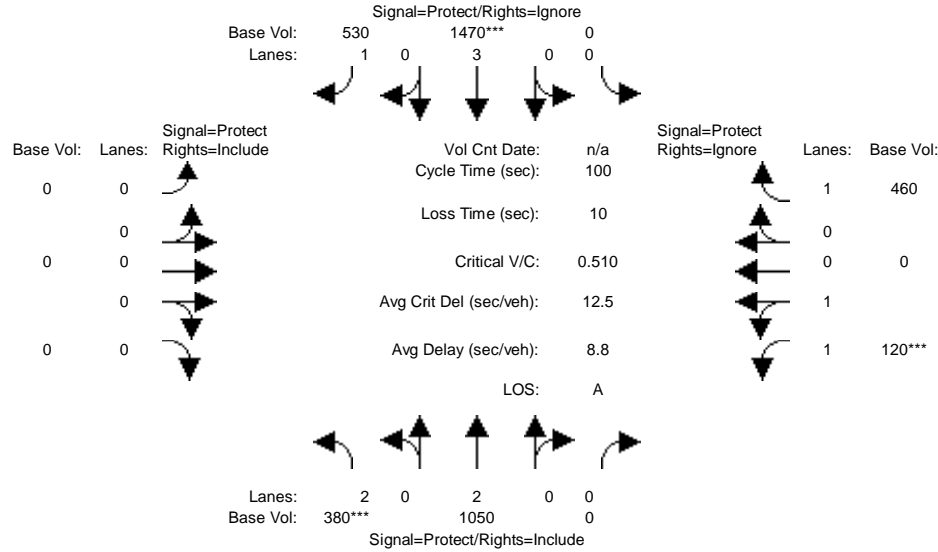 Signal=Protect/Rights=Ignore
Base Vol: 530 1470*** 0
Lanes: 1 0 3 0 0
Signal=Protect Signal=Protect
Base Vol: Lanes: Rights=Include Vol Cnt Date: n/a Rights=Ignore Lanes: Base Vol:
Cycle Time (sec): 100
0 0 1 460
Loss Time (sec): 10
0 0
0 0 Critical V/C: 0.510 0 0
0 Avg Crit Del (sec/veh): 12.5 1
0 0 Avg Delay (sec/veh): 8.8 1 120***
LOS: A
Lanes: 2 0 2 0 0
Base Vol: 380*** 1050 0
Signal=Protect/Rights=Include